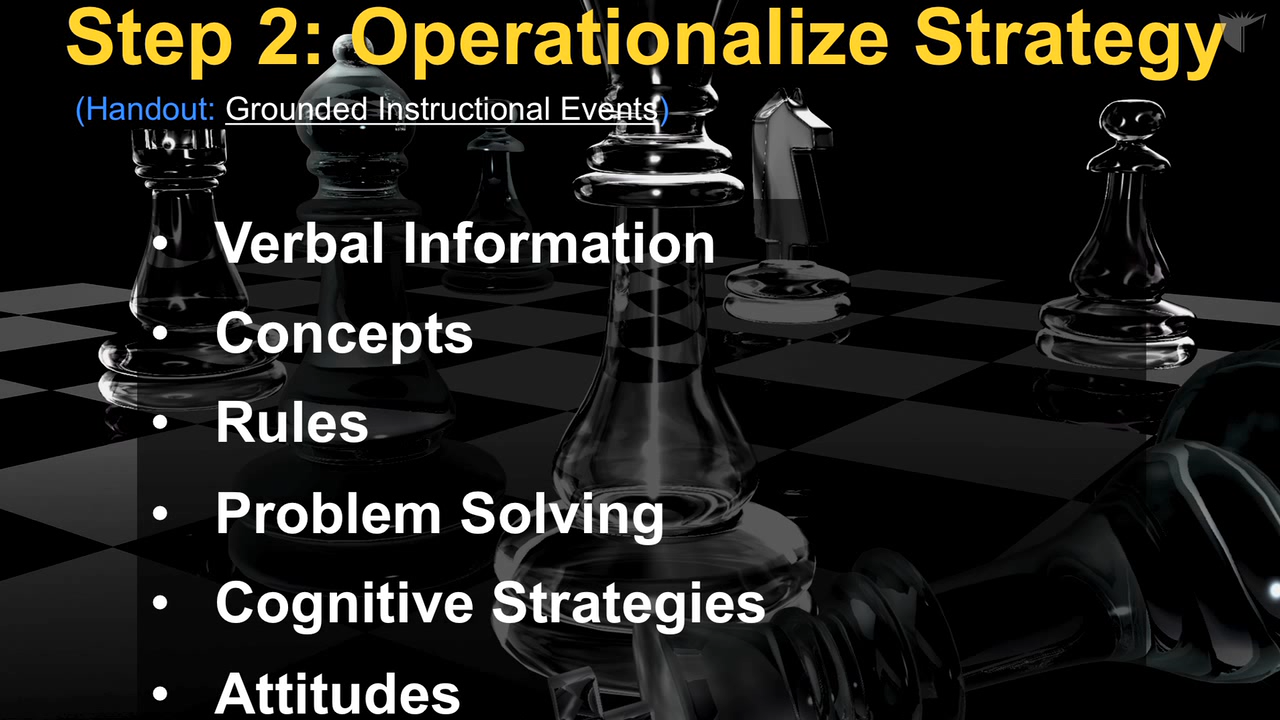 Step 2: Operationalize Strategy
(Handout: Grounded Instructional Events)
• Verbal Information
• Concepts
• Rules
• Problem Solving
• Cognitive Strategies
• Attitudes